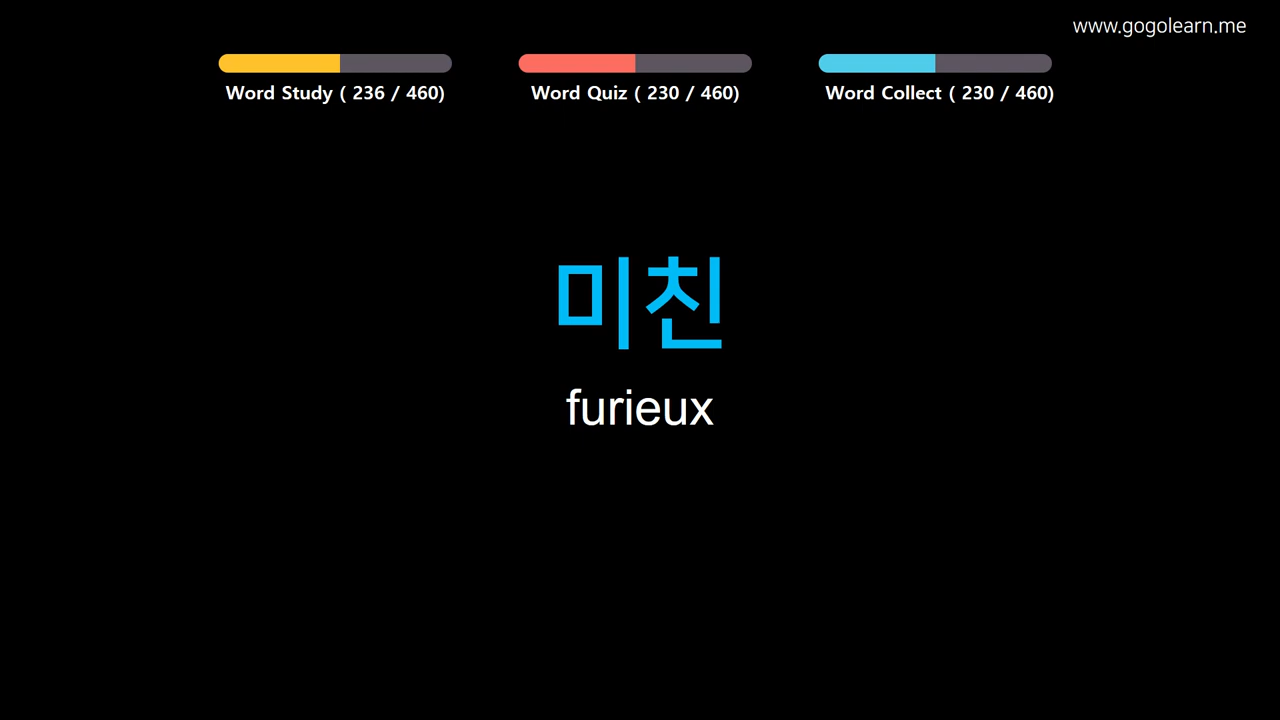 www.gogolearn.me
Word Study ( 236 / 460)
Word Quiz ( 230 / 460)
Word Collect ( 230 / 460)
미친
furieux